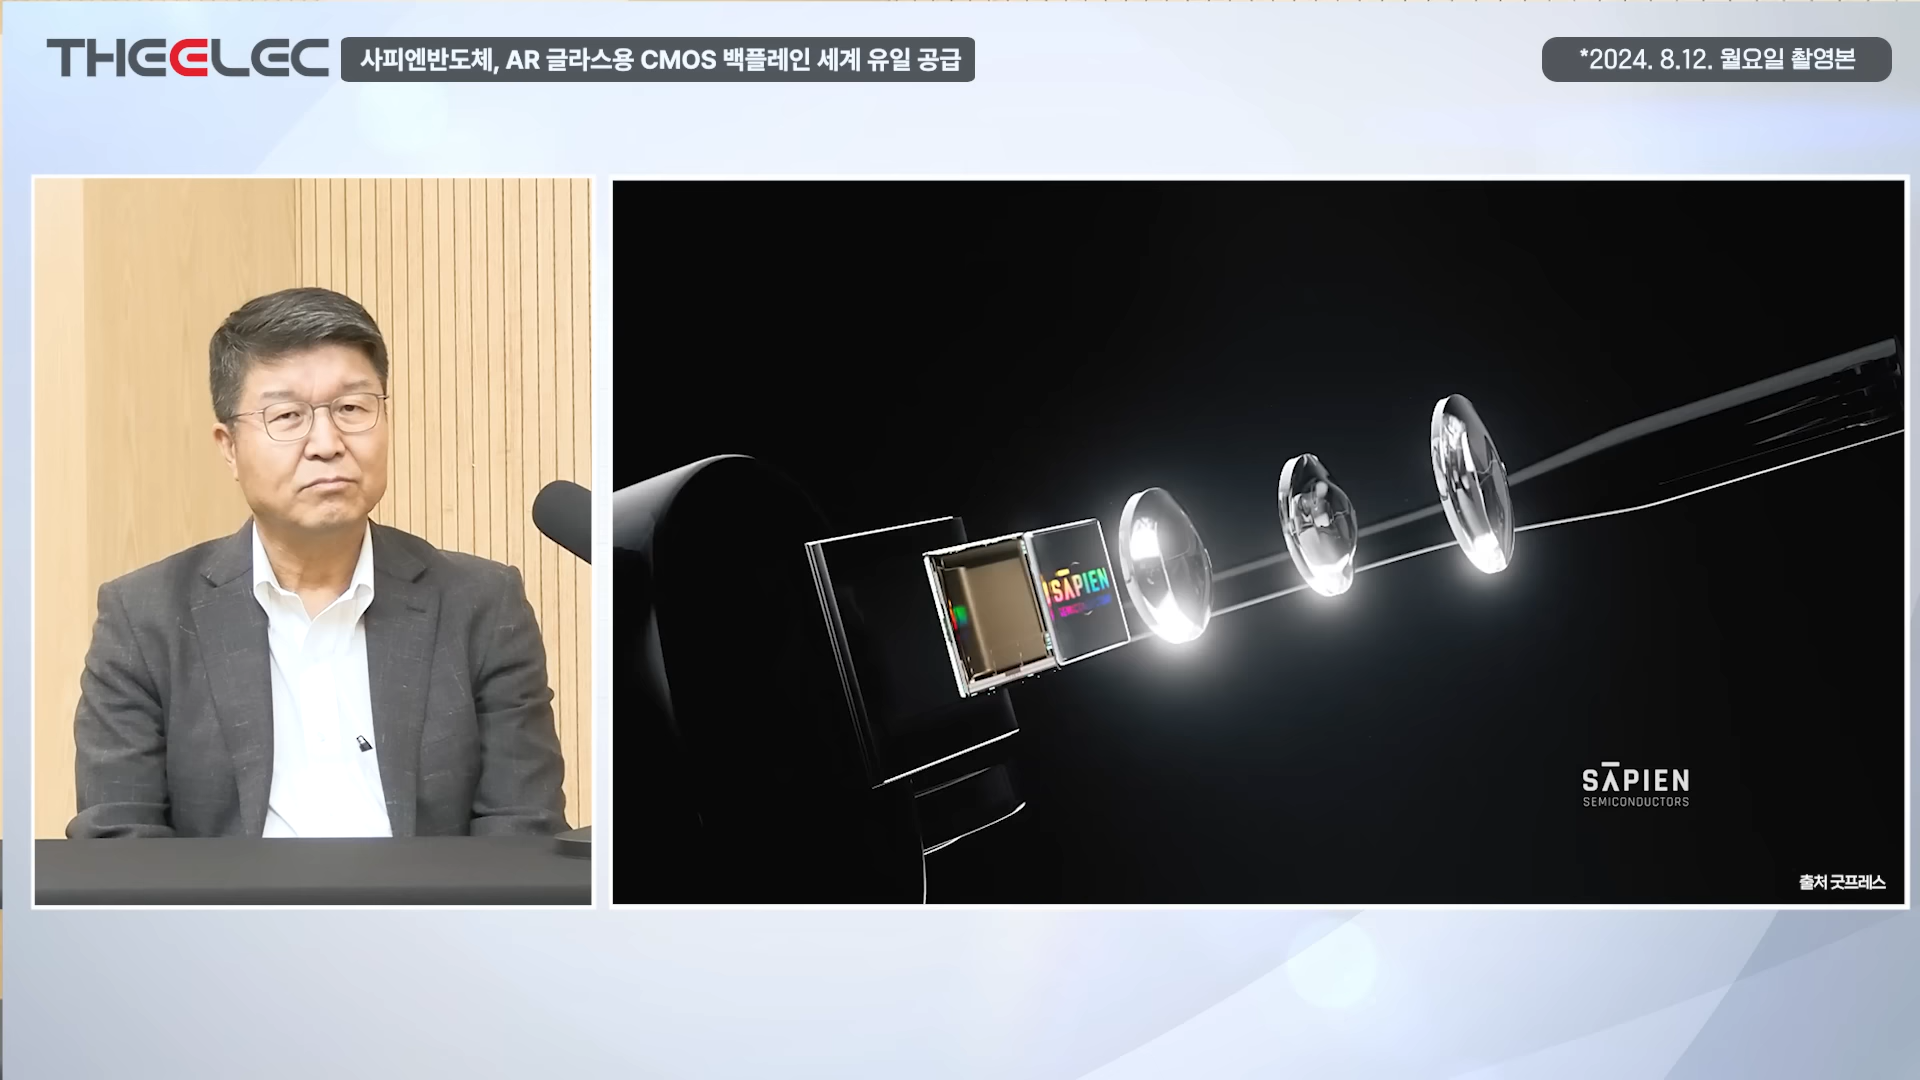 THEELEC
사피엔반도체, AR 글라스용 CMOS 백플레인 세계 유일 공급
*2024. 8.12. 월요일 촬영본
SAPIEN
SĀPIEN
SEMICONDUCTORS
출처 굿프레스